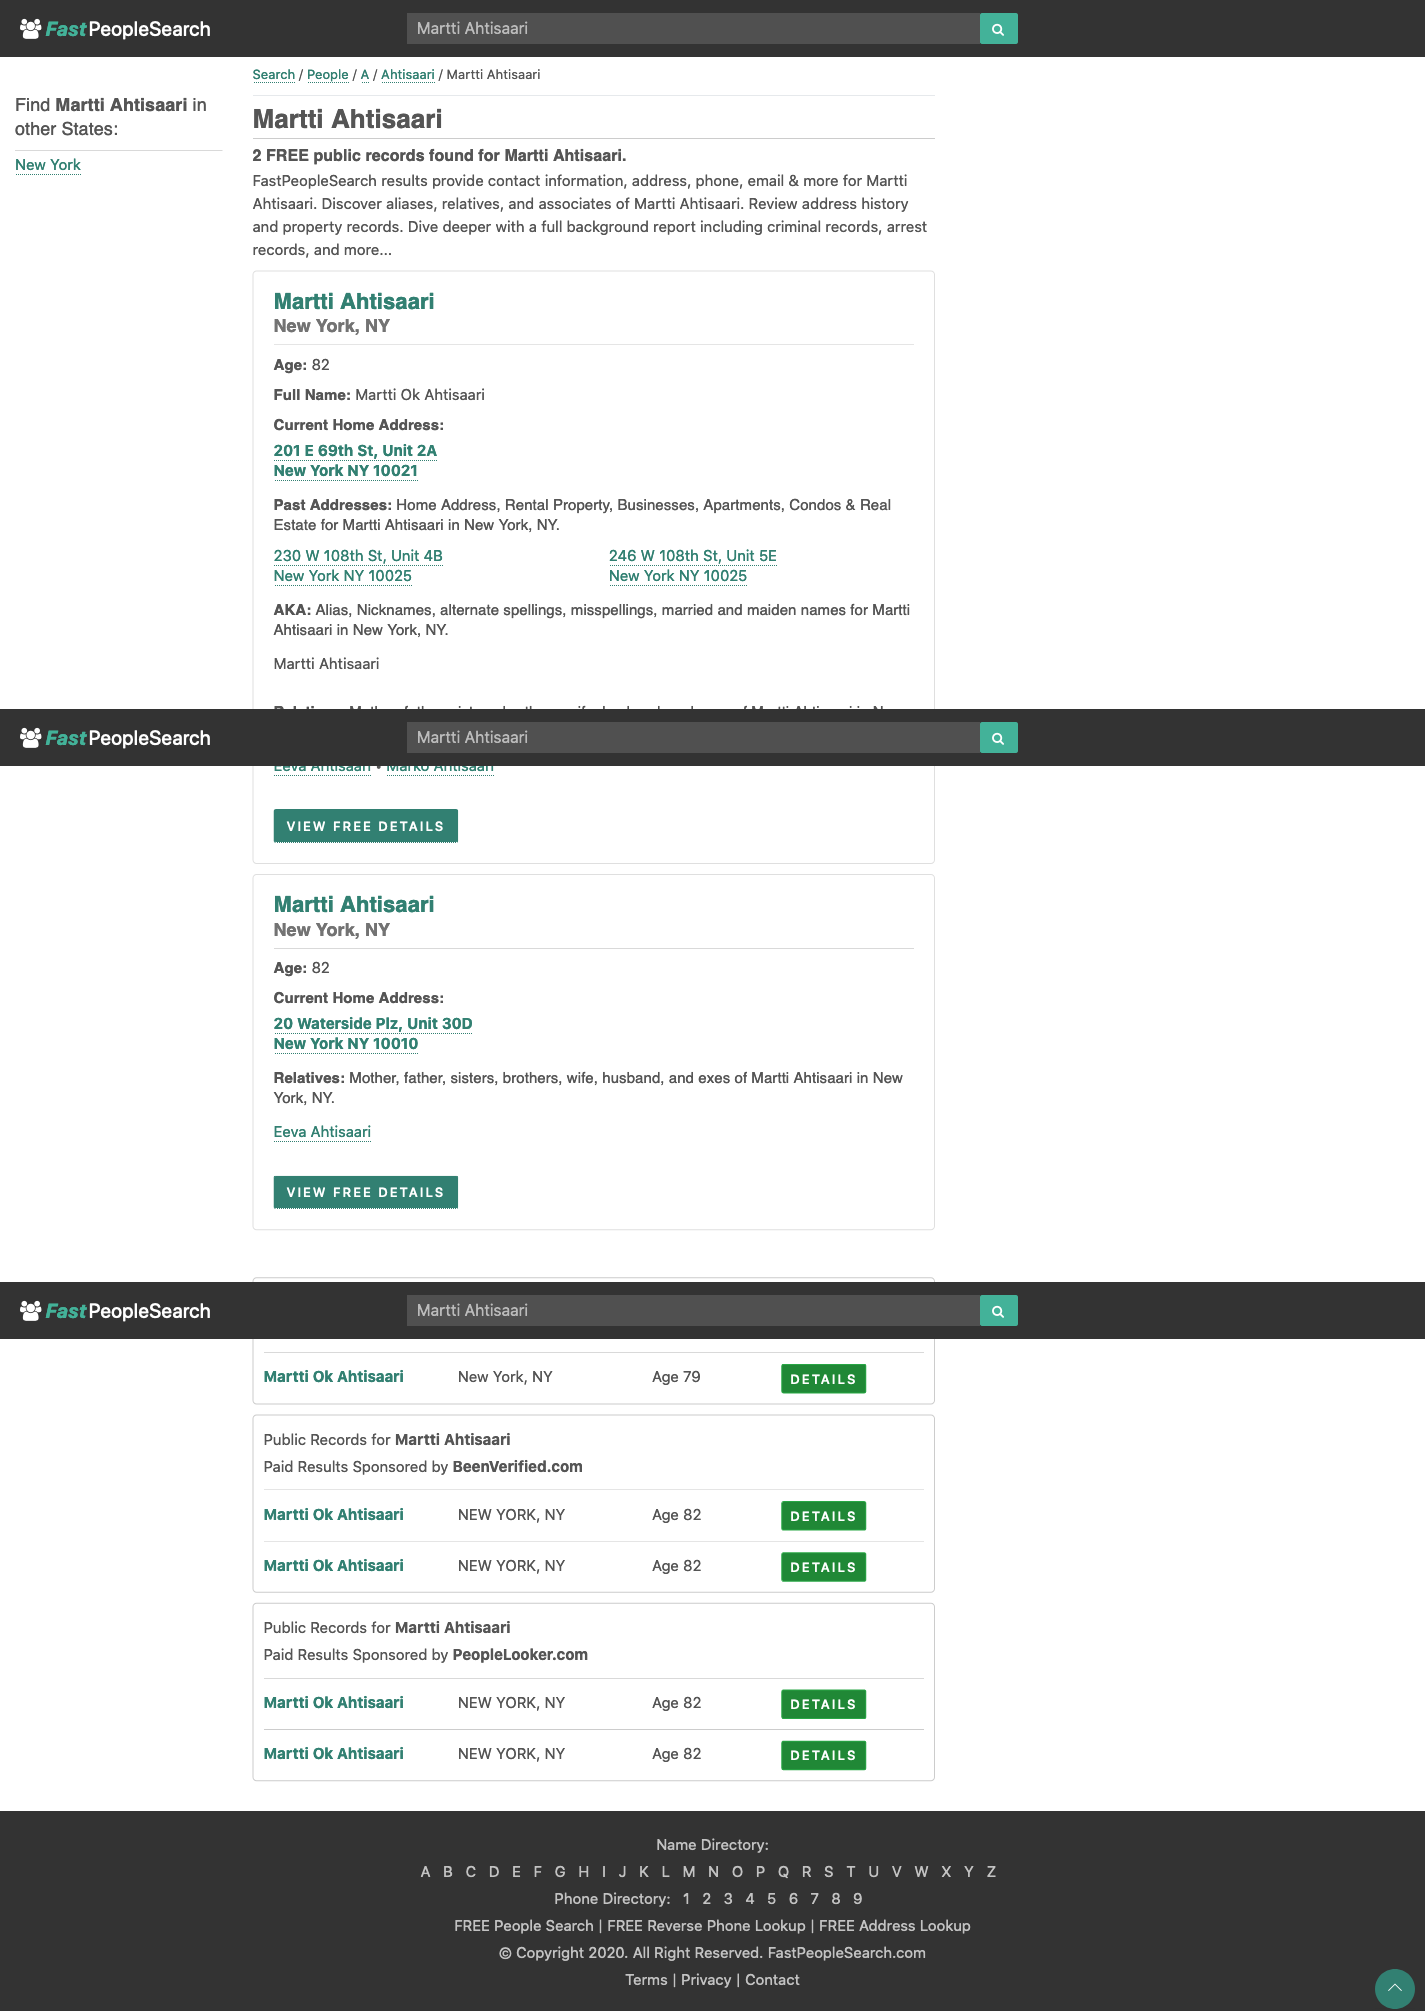 FastPeopleSearch
Martti Ahtisaari
Search / People / A / Ahtisaari / Martti Ahtisaari
Find Martti Ahtisaari in
other States:
New York
Martti Ahtisaari
2 FREE public records found for Martti Ahtisaari.
FastPeopleSearch results provide contact information, address, phone, email & more for Martti
Ahtisaari. Discover aliases, relatives, and associates of Martti Ahtisaari. Review address history
and property records. Dive deeper with a full background report including criminal records, arrest
records, and more...
Martti Ahtisaari
New York, NY
Age: 82
Full Name: Martti Ok Ahtisaari
Current Home Address:
201 E 69th St, Unit 2A
New York NY 10021
Past Addresses: Home Address, Rental Property, Businesses, Apartments, Condos & Real
Estate for Martti Ahtisaari in New York, NY.
230 W 108th St, Unit 4B
New York NY 10025
246 W 108th St, Unit 5E
New York NY 10025
AKA: Alias, Nicknames, alternate spellings, misspellings, married and maiden names for Martti
Ahtisaari in New York, NY.
Martti Ahtisaari
FastPeopleSearch
Martti Ahtisaari
Eeva Ahtisaari • Marko Ahtisaari
VIEW FREE DETAILS
Martti Ahtisaari
New York, NY
Age: 82
Current Home Address:
20 Waterside Plz, Unit 30D
New York NY 10010
Relatives: Mother, father, sisters, brothers, wife, husband, and exes of Martti Ahtisaari in New
York, NY.
Eeva Ahtisaari
VIEW FREE DETAILS
FastPeopleSearch
Martti Ahtisaari
Martti Ok Ahtisaari New York, NY Age 79 DETAILS
Public Records for Martti Ahtisaari
Paid Results Sponsored by BeenVerified.com
Martti Ok Ahtisaari NEW YORK, NY Age 82 DETAILS
Martti Ok Ahtisaari NEW YORK, NY Age 82 DETAILS
Public Records for Martti Ahtisaari
Paid Results Sponsored by PeopleLooker.com
Martti Ok Ahtisaari NEW YORK, NY Age 82 DETAILS
Martti Ok Ahtisaari NEW YORK, NY Age 82 DETAILS
Name Directory:
A B C D E F G H I J K L M N O P Q R S T U V W X Y Z
Phone Directory: 1 2 3 4 5 6 7 8 9
FREE People Search | FREE Reverse Phone Lookup | FREE Address Lookup
© Copyright 2020. All Right Reserved. FastPeopleSearch.com
Terms | Privacy | Contact